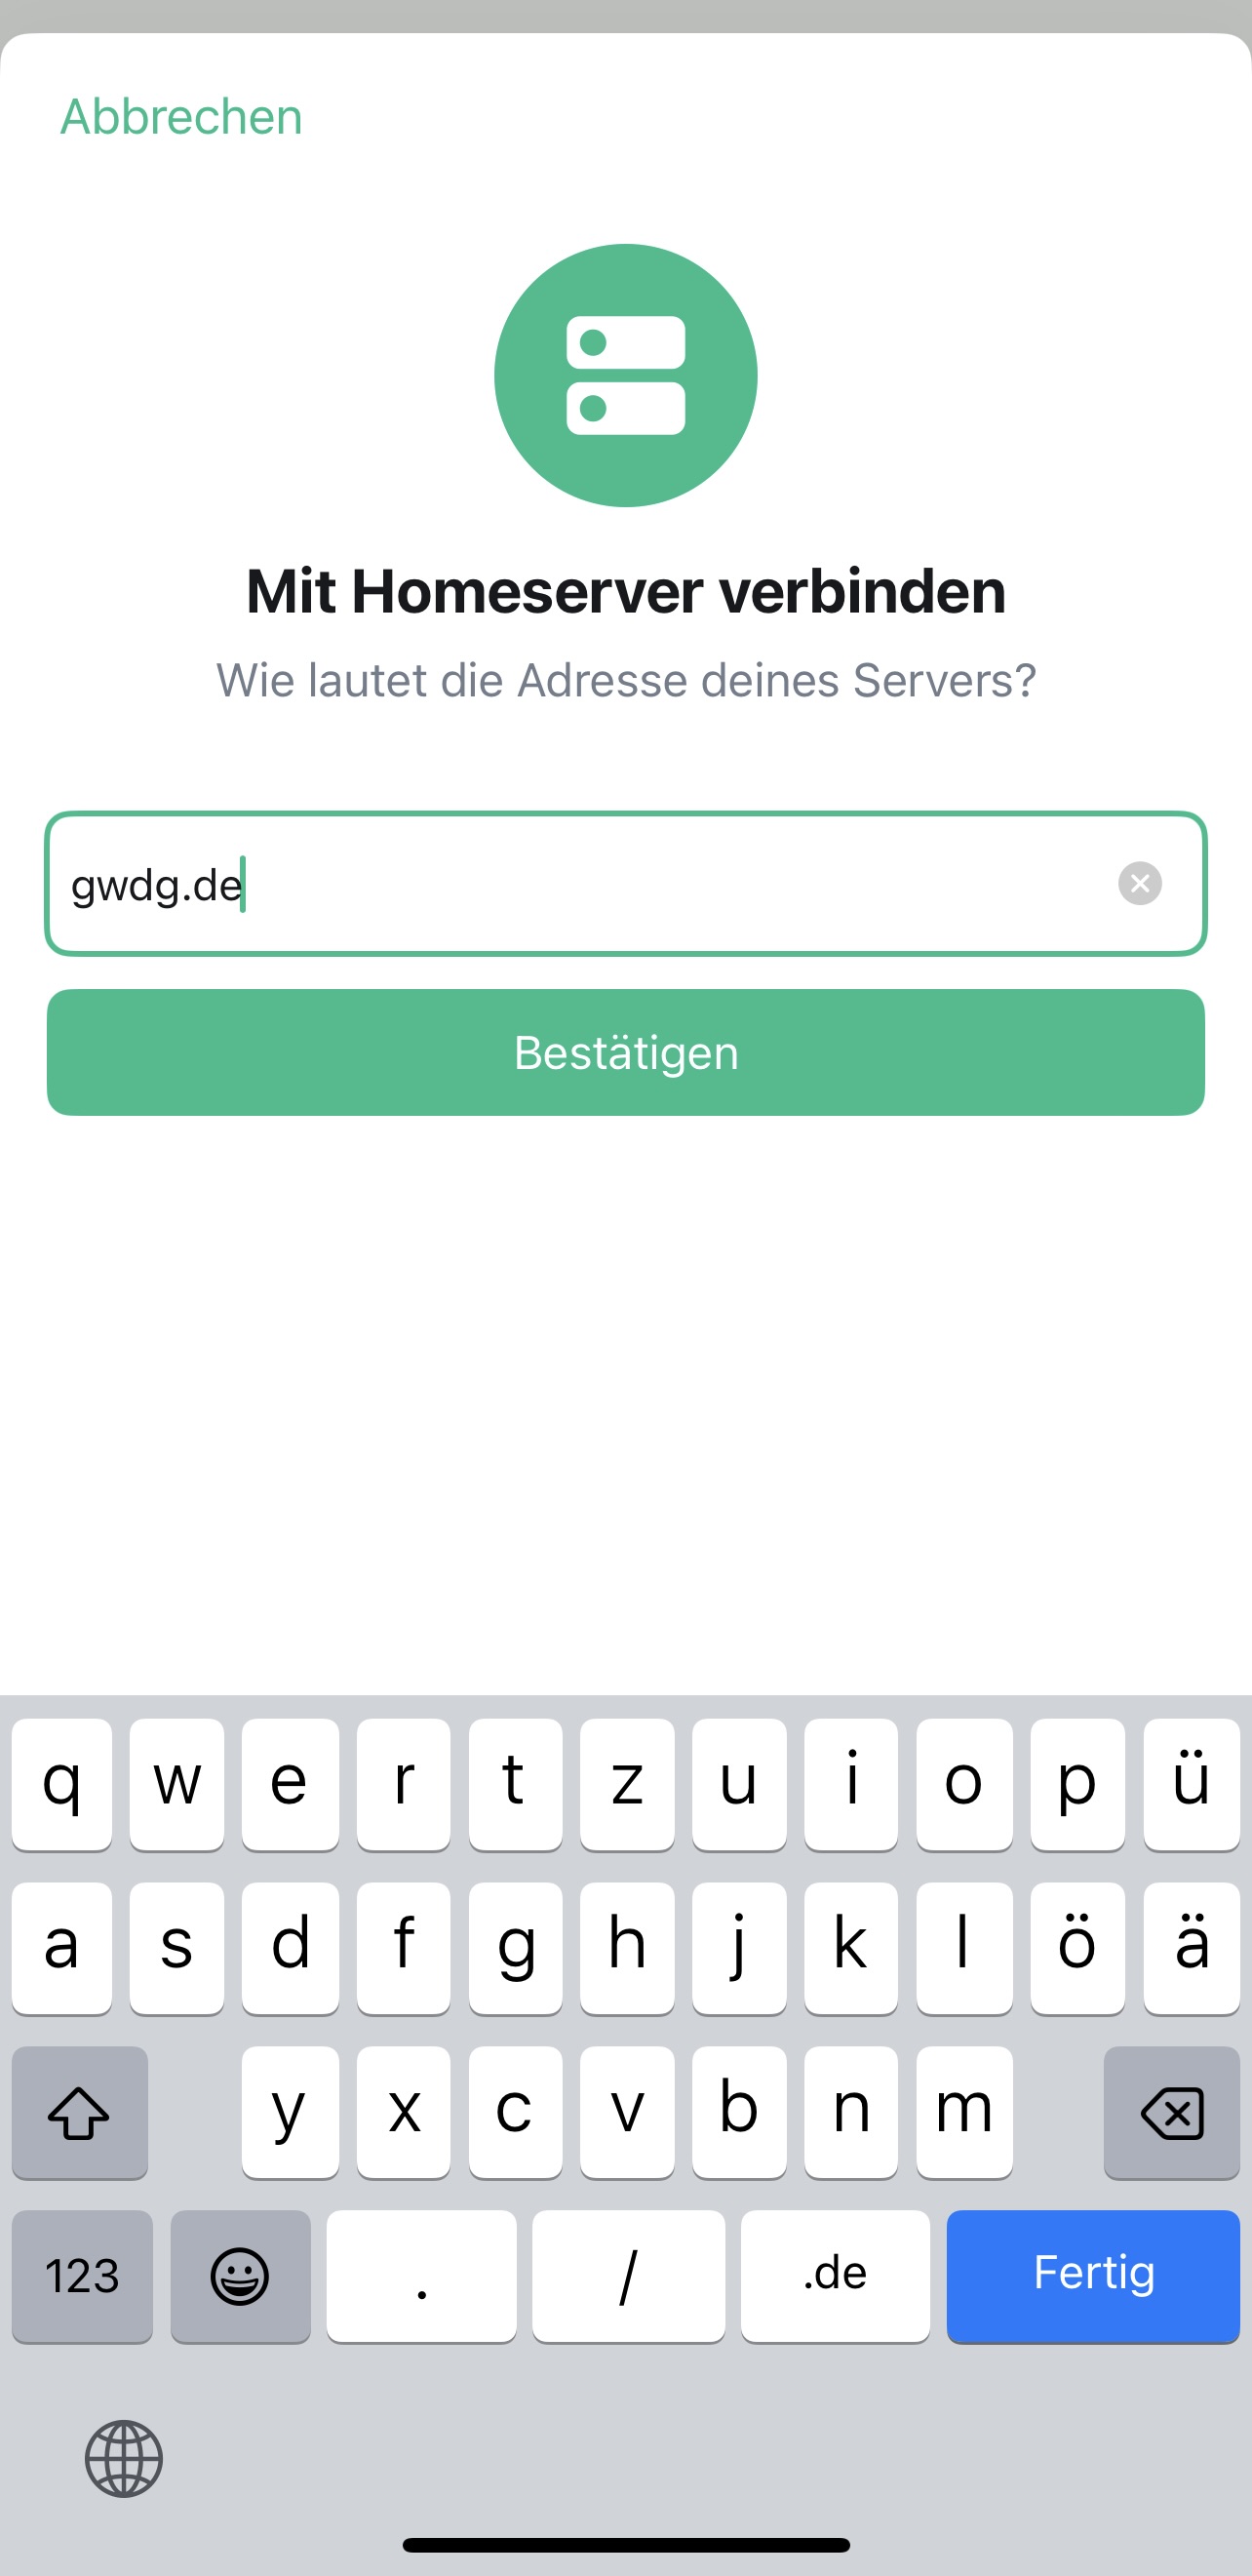 Abbrechen
Mit Homeserver verbinden
Wie lautet die Adresse deines Servers?
gwdg.de
Bestätigen
q w e r t z u i o p ü
a s d f g h j k l ö ä
y x c v b n m
123 . / .de Fertig